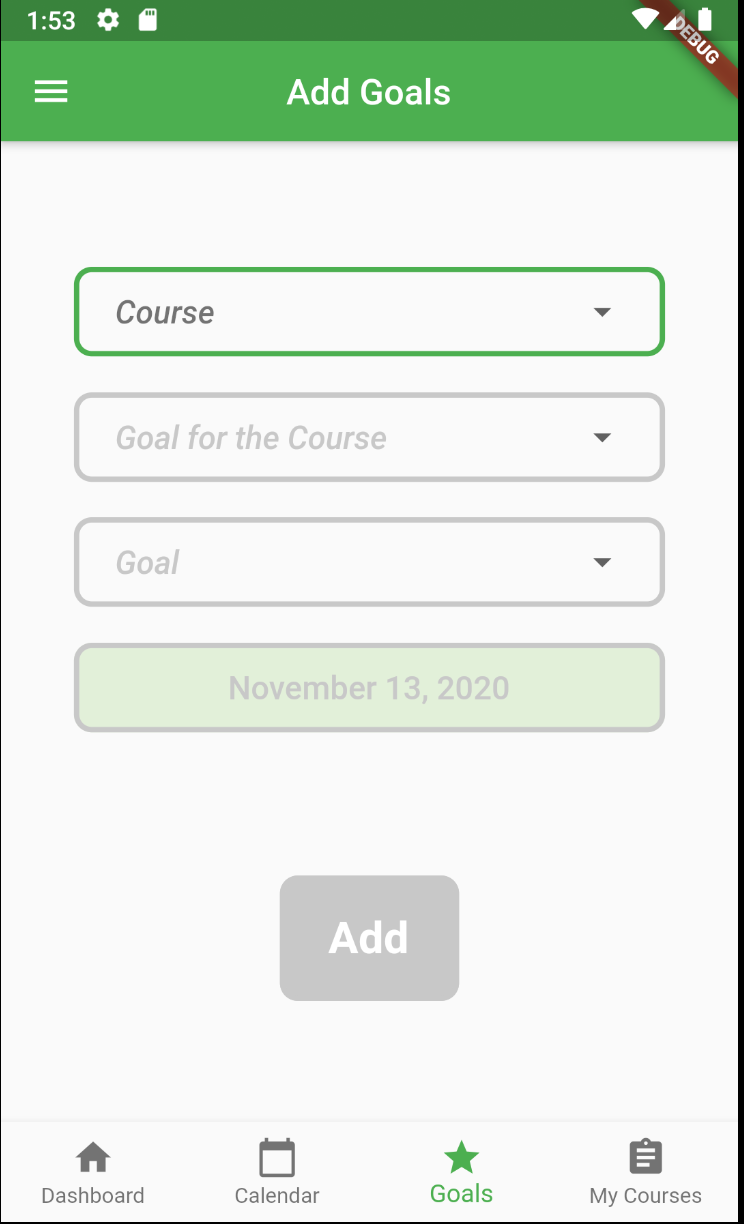 1:53
DEBUG
Add Goals
Course
Goal for the Course
Goal
November 13, 2020
Add
Dashboard
Calendar
Goals
My Courses